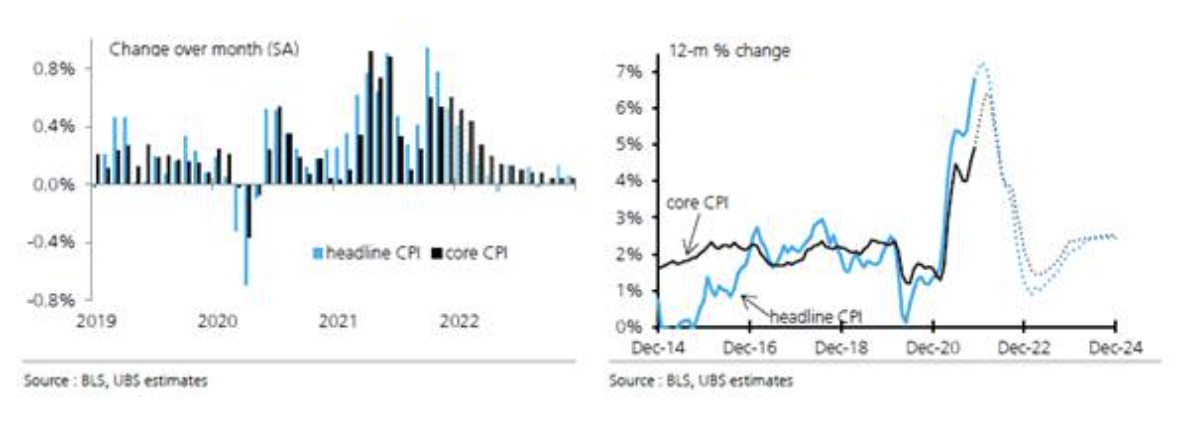 Change over month (SA)
0.8%
0.4%
0.0%
-0.4%
-0.8%
headline CPI core CPI
2019 2020 2021 2022
Source : BLS, UBS estimates
12-m % change
7%
6%
5%
4%
3%
2%
1%
0%
core CPI
headline CPI
Dec-14 Dec-16 Dec-18 Dec-20 Dec-22 Dec-24
Source : BLS, UBS estimates